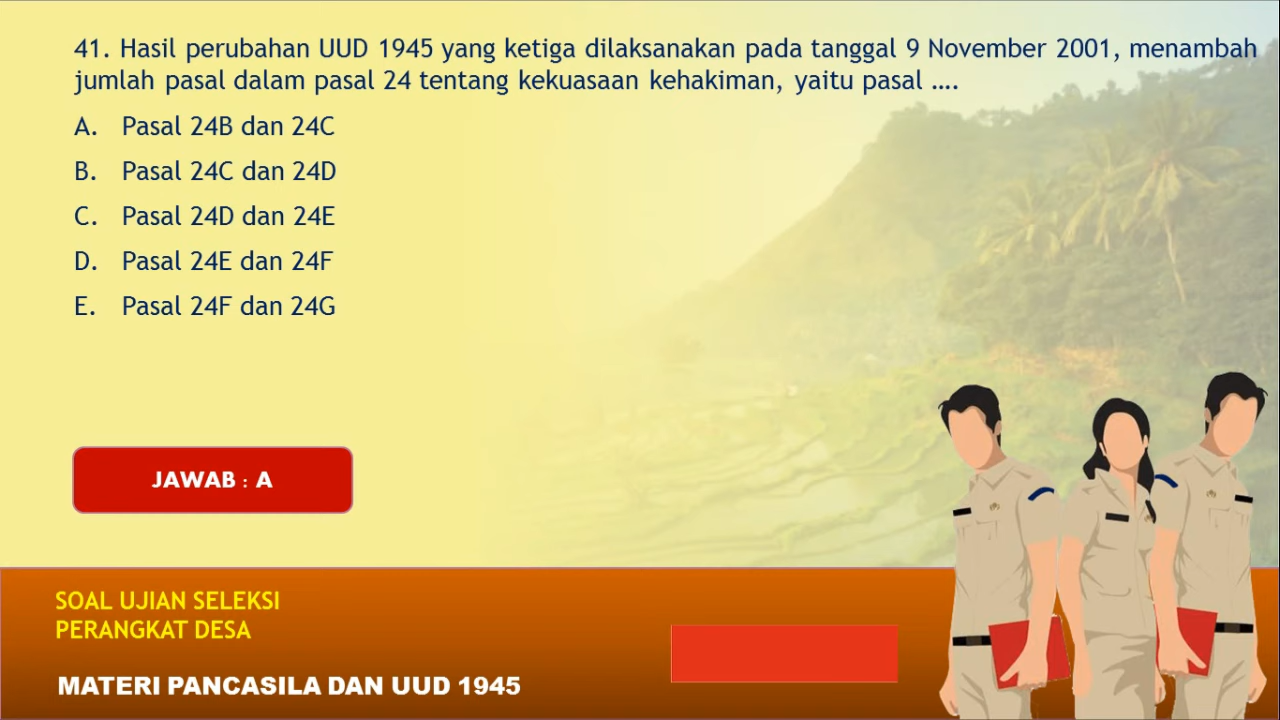 41. Hasil perubahan UUD 1945 yang ketiga dilaksanakan pada tanggal 9 November 2001, menambah
jumlah pasal dalam pasal 24 tentang kekuasaan kehakiman, yaitu pasal ....
A. Pasal 24B dan 24C
B. Pasal 24C dan 24D
C. Pasal 24D dan 24E
D. Pasal 24E dan 24F
E. Pasal 24F dan 24G
JAWAB : A
SOAL UJIAN SELEKSI
PERANGKAT DESA
MATERI PANCASILA DAN UUD 1945